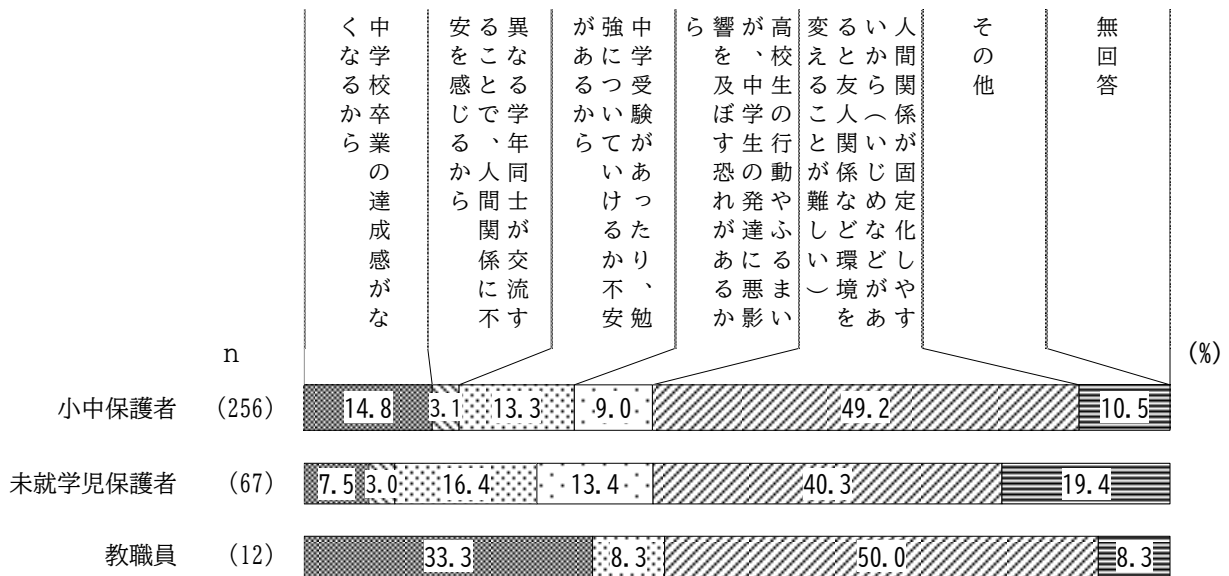 中学校卒業の達成感がな
くなるから
異なる学年同士が交流す
ることで、人間関係に不
安を感じるから
中学受験があったり、勉
強についていけるか不安
があるから
高校生の行動やふるまい
が、中学生の発達に悪影
響を及ぼす恐れがあるか
ら
人間関係が固定化しやす
いから（いじめなどがあ
ると友人関係など環境を
変えることが難しい）
その他
無回答
n
(%)
小中保護者 (256) 14.8 3.1 13.3 9.0 49.2 10.5
未就学児保護者 (67) 7.5 3.0 16.4 13.4 40.3 19.4
教職員 (12) 33.3 8.3 50.0 8.3